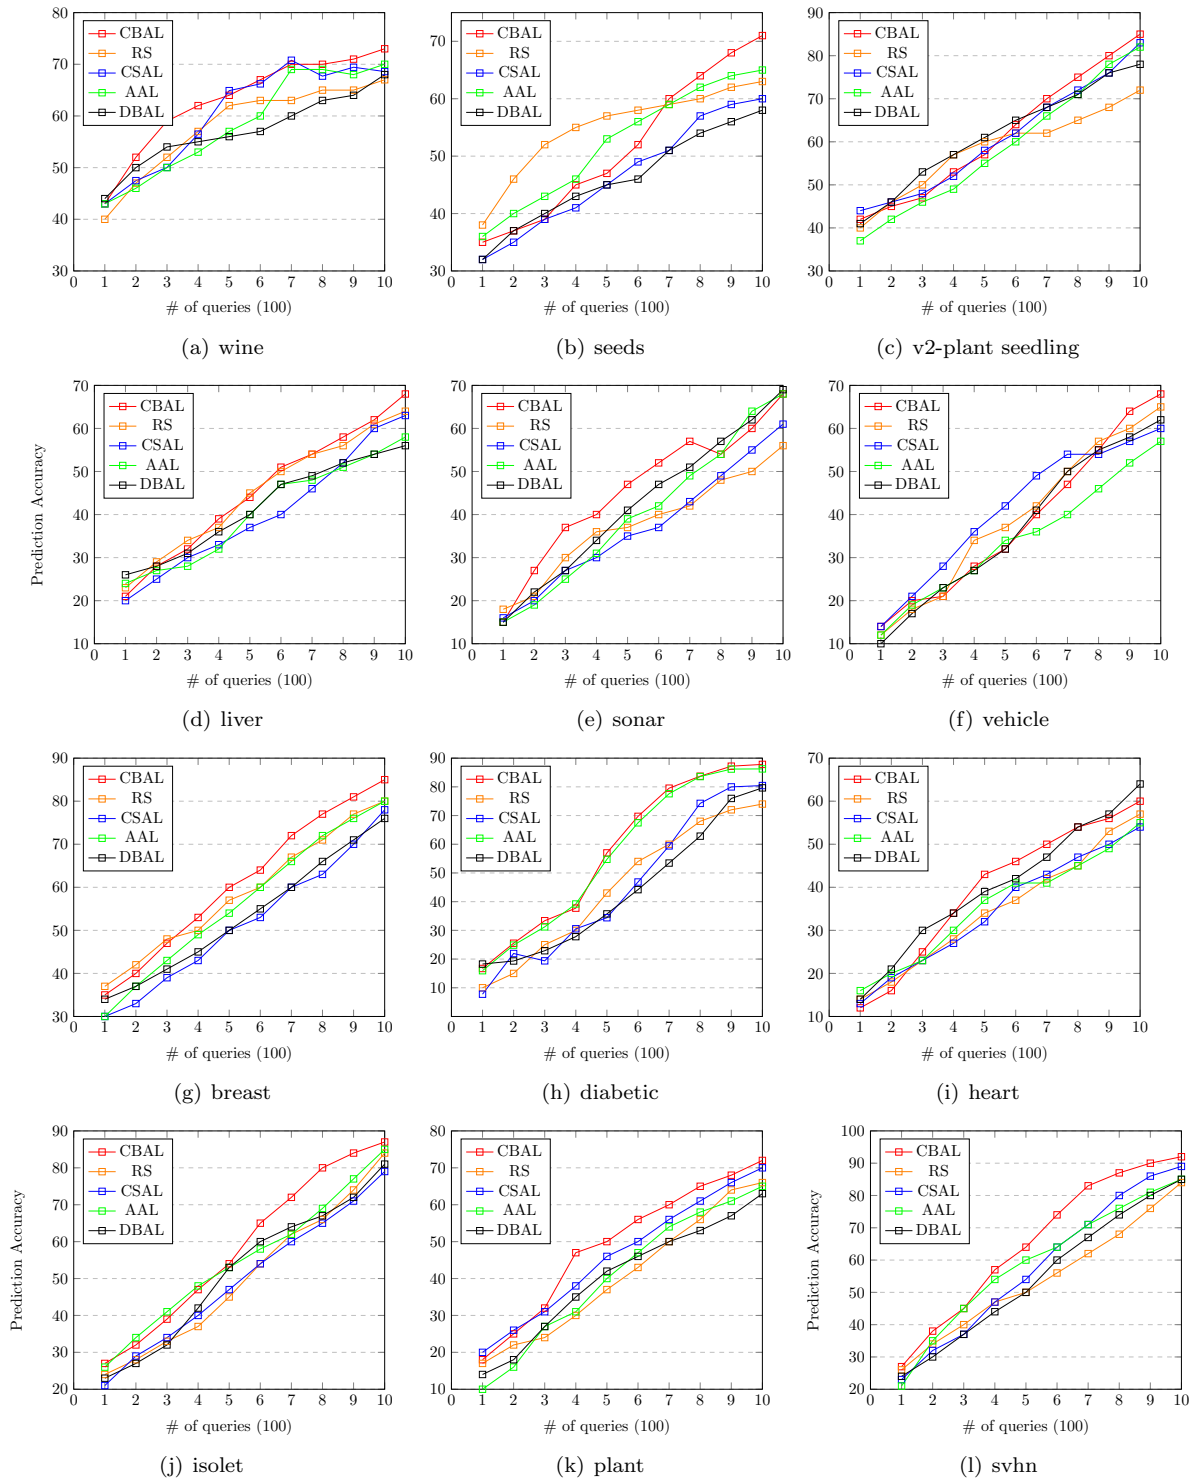 80
70
60
50
40
30
0 1 2 3 4 5 6 7 8 9 10
# of queries (100)
CBAL
RS
CSAL
AAL
DBAL
(a) wine
70
60
50
40
30
0 1 2 3 4 5 6 7 8 9 10
# of queries (100)
CBAL
RS
CSAL
AAL
DBAL
(b) seeds
90
80
70
60
50
40
30
0 1 2 3 4 5 6 7 8 9 10
# of queries (100)
CBAL
RS
CSAL
AAL
DBAL
(c) v2-plant seedling
Prediction Accuracy
70
60
50
40
30
20
10
0 1 2 3 4 5 6 7 8 9 10
# of queries (100)
CBAL
RS
CSAL
AAL
DBAL
(d) liver
70
60
50
40
30
20
10
0 1 2 3 4 5 6 7 8 9 10
# of queries (100)
CBAL
RS
CSAL
AAL
DBAL
(e) sonar
70
60
50
40
30
20
10
0 1 2 3 4 5 6 7 8 9 10
# of queries (100)
CBAL
RS
CSAL
AAL
DBAL
(f) vehicle
90
80
70
60
50
40
30
0 1 2 3 4 5 6 7 8 9 10
# of queries (100)
CBAL
RS
CSAL
AAL
DBAL
(g) breast
90
80
70
60
50
40
30
20
10
0 1 2 3 4 5 6 7 8 9 10
# of queries (100)
CBAL
RS
CSAL
AAL
DBAL
(h) diabetic
70
60
50
40
30
20
10
0 1 2 3 4 5 6 7 8 9 10
# of queries (100)
CBAL
RS
CSAL
AAL
DBAL
(i) heart
Prediction Accuracy
90
80
70
60
50
40
30
20
0 1 2 3 4 5 6 7 8 9 10
# of queries (100)
CBAL
RS
CSAL
AAL
DBAL
(j) isolet
80
70
60
50
40
30
20
10
0 1 2 3 4 5 6 7 8 9 10
# of queries (100)
CBAL
RS
CSAL
AAL
DBAL
(k) plant
Prediction Accuracy
100
90
80
70
60
50
40
30
20
0 1 2 3 4 5 6 7 8 9 10
# of queries (100)
CBAL
RS
CSAL
AAL
DBAL
(l) svhn